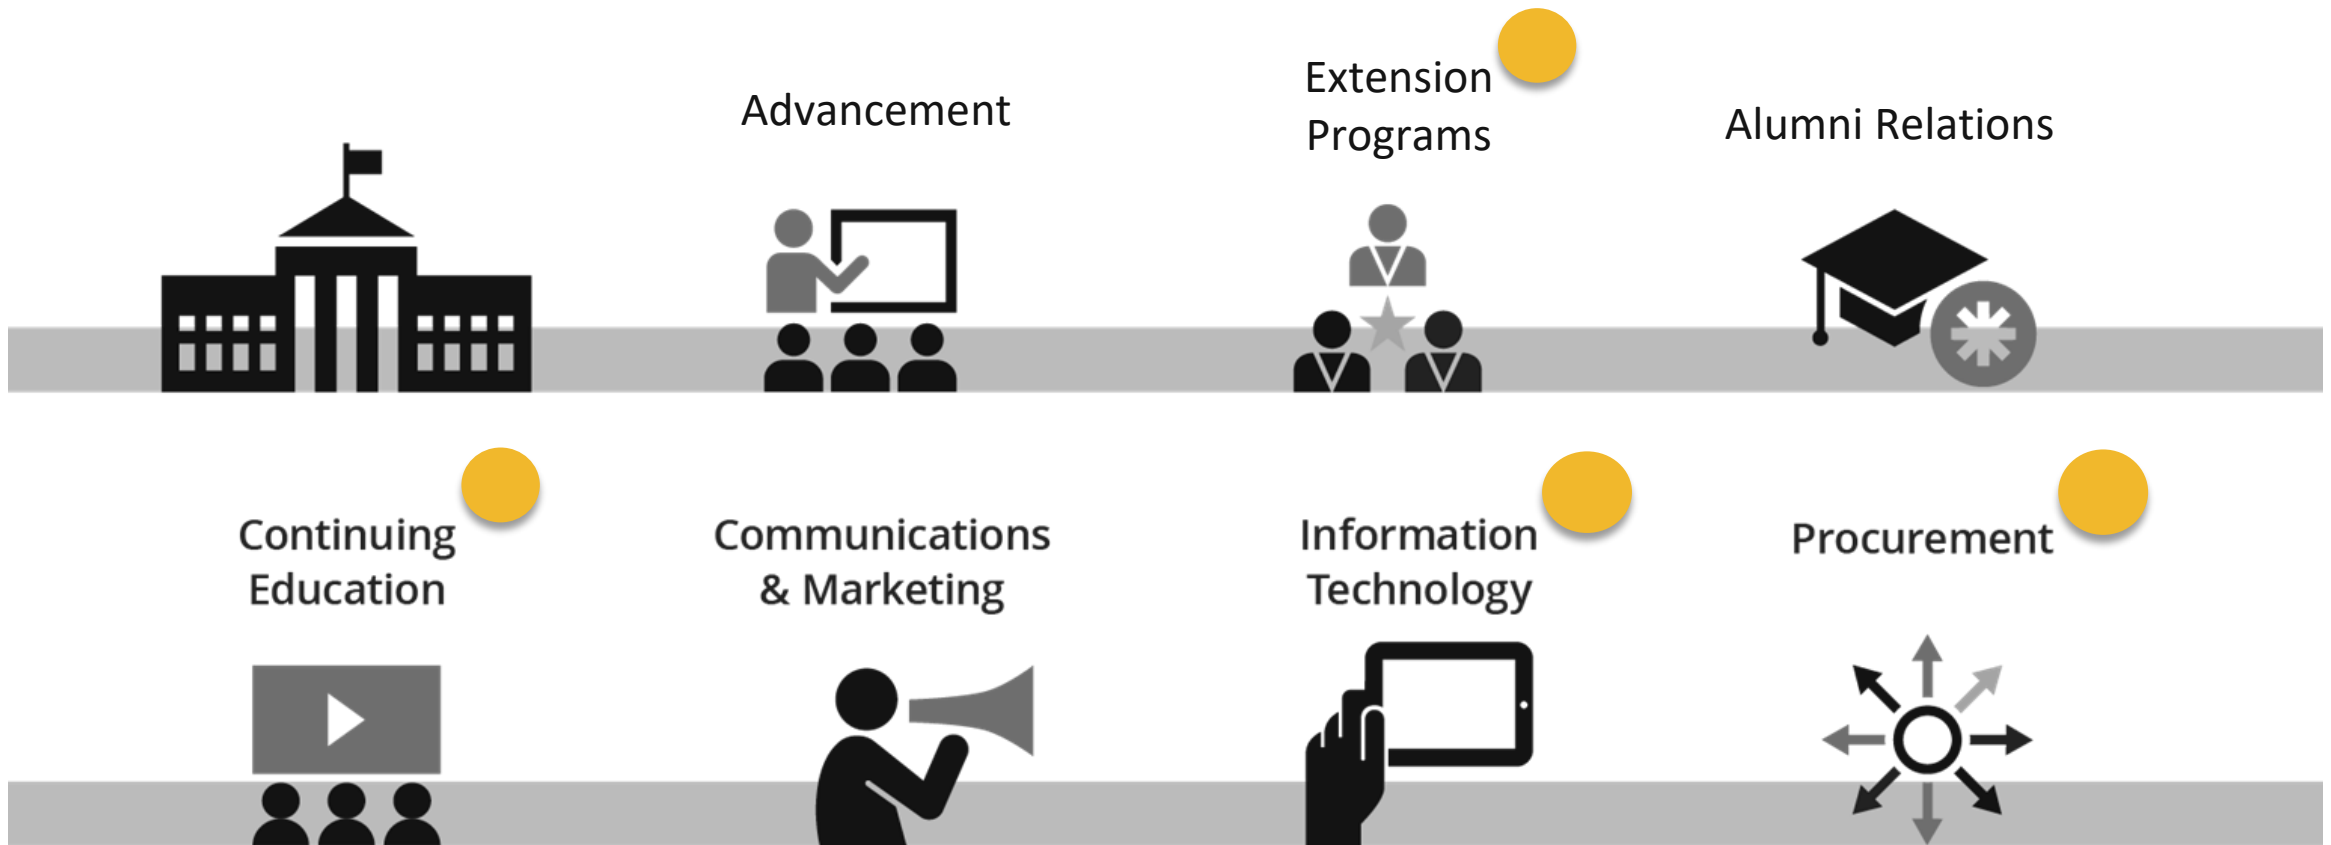 Advancement
Extension
Programs
Alumni Relations
Continuing
Education
Communications
& Marketing
Information
Technology
Procurement